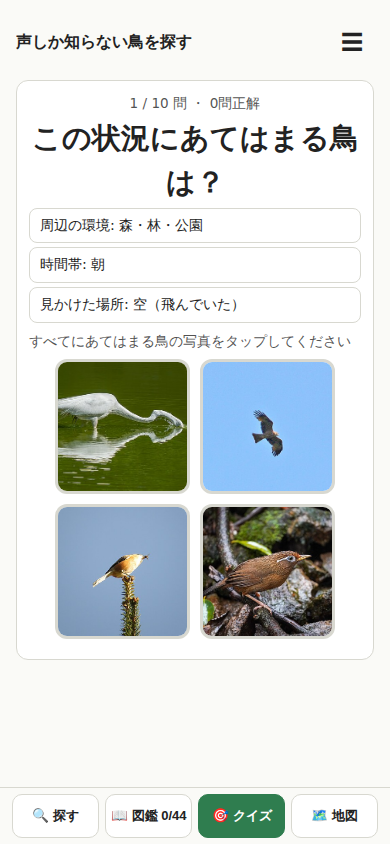 声しか知らない鳥を探す
☰
1 / 10 問 ・ 0問正解
この状況にあてはまる鳥
は？
周辺の環境: 森・林・公園
時間帯: 朝
見かけた場所: 空（飛んでいた）
すべてにあてはまる鳥の写真をタップしてください
🔍 探す
📖 図鑑 0/44
🎯 クイズ
🗺️ 地図